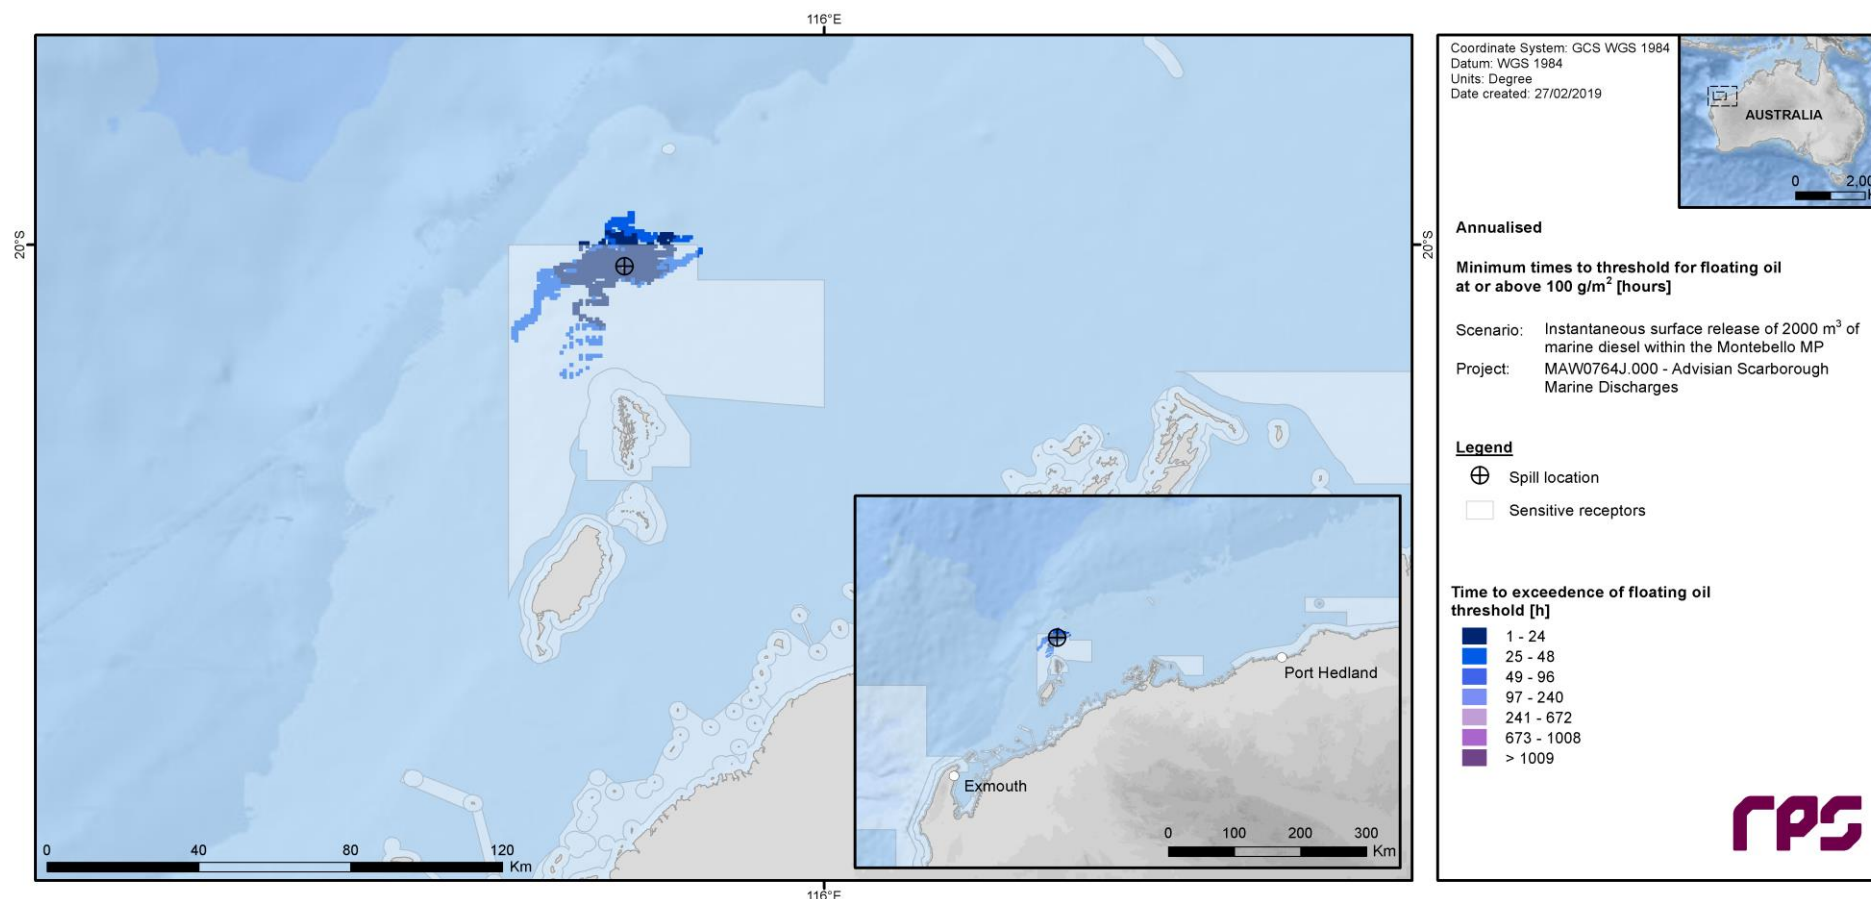 116°E
20°S
20°S
0 40 80 120
Km
116°E
Port Hedland
Exmouth
0 100 200 300
Km
Coordinate System: GCS WGS 1984
Datum: WGS 1984
Units: Degree
Date created: 27/02/2019
AUSTRALIA
0 2,00
Annualised
Minimum times to threshold for floating oil
at or above 100 g/m² [hours]
Scenario: Instantaneous surface release of 2000 m³ of
marine diesel within the Montebello MP
Project: MAW0764J.000 - Advisian Scarborough
Marine Discharges
Legend
Spill location
Sensitive receptors
Time to exceedence of floating oil
threshold [h]
1 - 24
25 - 48
49 - 96
97 - 240
241 - 672
673 - 1008
> 1009
rps